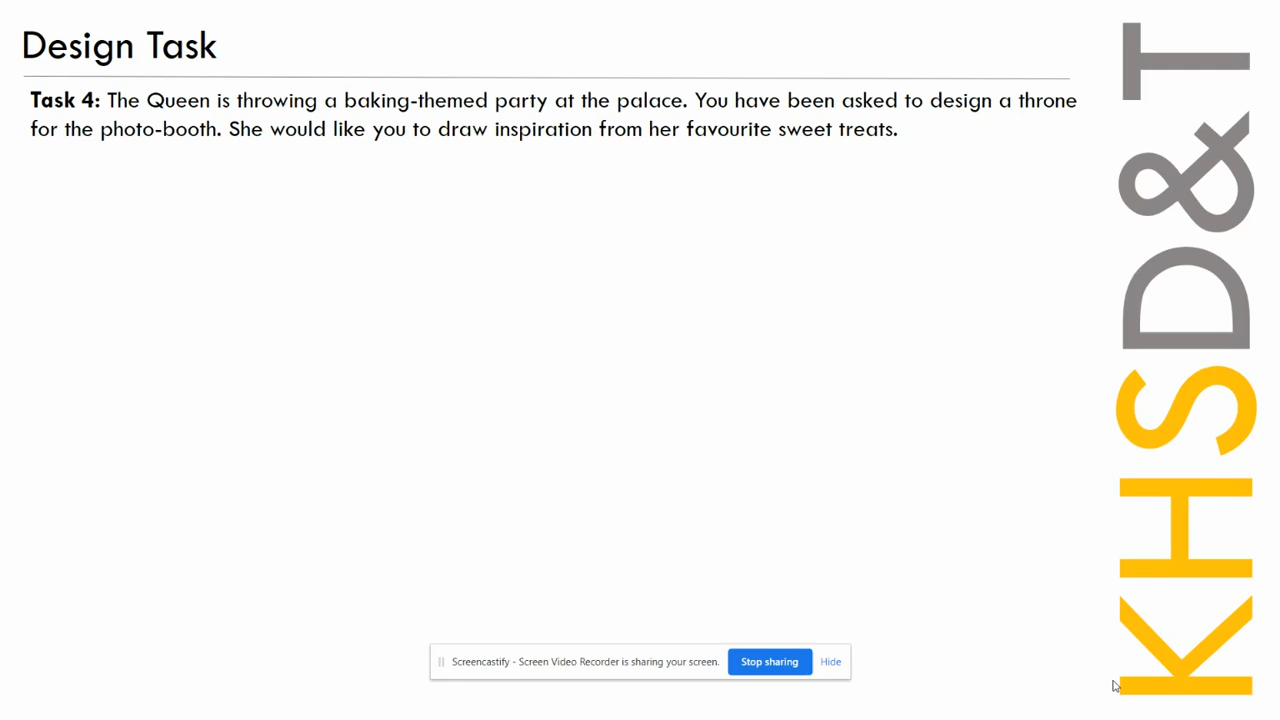 Design Task
Task 4: The Queen is throwing a baking-themed party at the palace. You have been asked to design a throne
for the photo-booth. She would like you to draw inspiration from her favourite sweet treats.
KHSD&T
Screencastify - Screen Video Recorder is sharing your screen. Stop sharing Hide